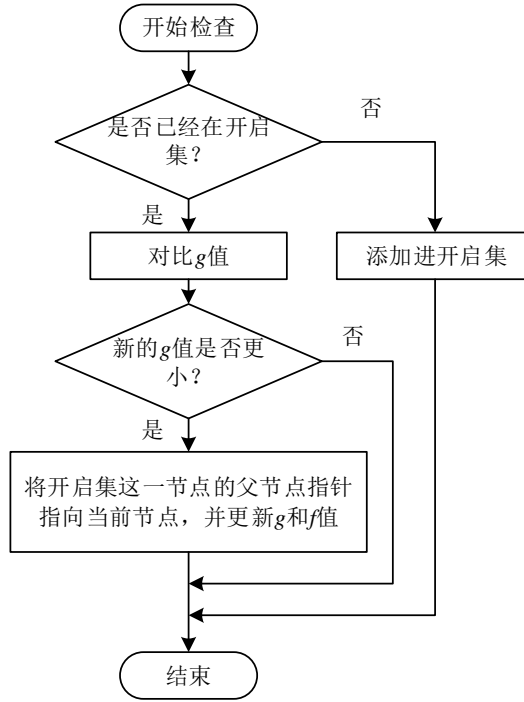 开始检查
是否已经在开启
集？
否
是
对比g值
添加进开启集
新的g值是否更
小？
否
是
将开启集这一节点的父节点指针
指向当前节点，并更新g和f值
结束